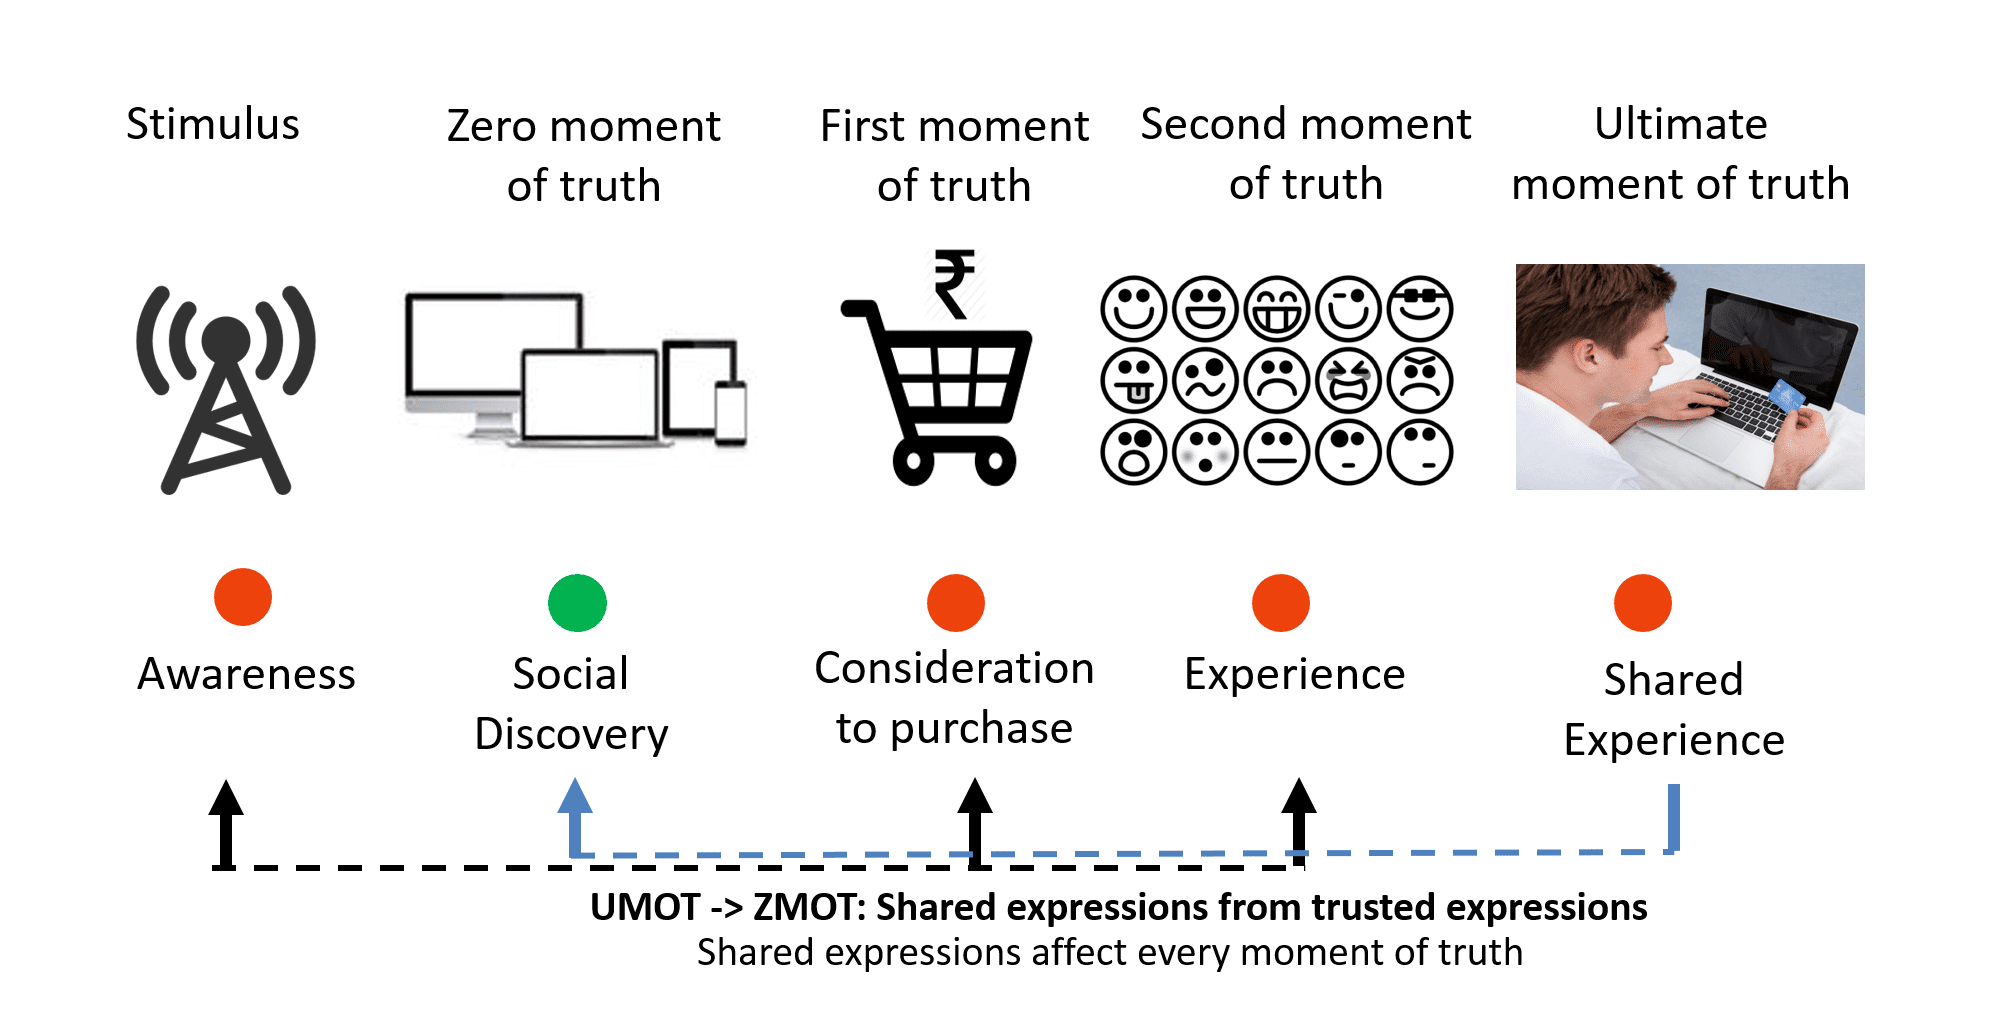 Stimulus
Zero moment
of truth
First moment
of truth
Second moment
of truth
Ultimate
moment of truth
₹
Awareness
Social
Discovery
Consideration
to purchase
Experience
Shared
Experience
UMOT -> ZMOT: Shared expressions from trusted expressions
Shared expressions affect every moment of truth